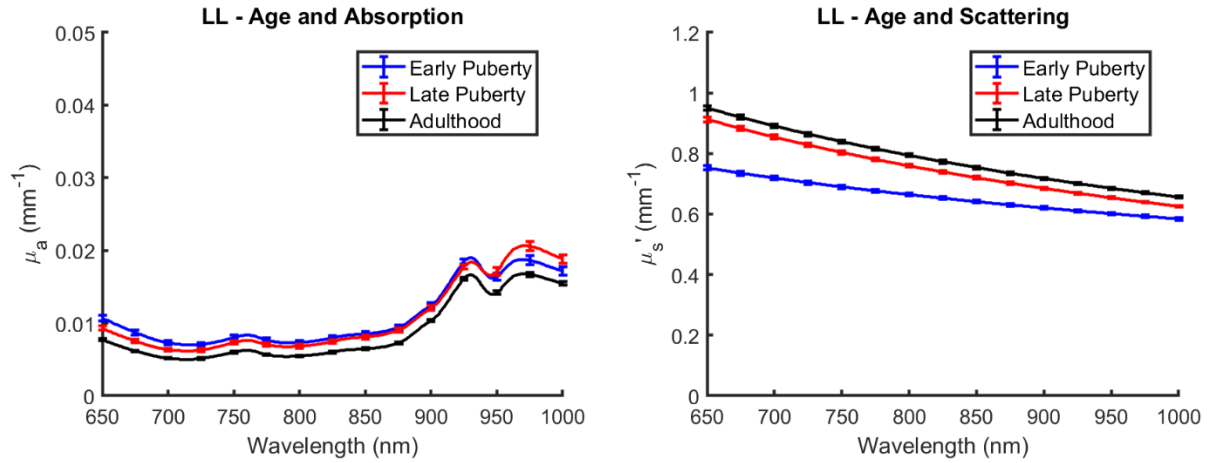 LL - Age and Absorption
0.05
0.04
0.03
0.02
0.01
0
μa (mm⁻¹)
Early Puberty
Late Puberty
Adulthood
650 700 750 800 850 900 950 1000
Wavelength (nm)
LL - Age and Scattering
1.2
1
0.8
0.6
0.4
0.2
0
μs' (mm⁻¹)
Early Puberty
Late Puberty
Adulthood
650 700 750 800 850 900 950 1000
Wavelength (nm)